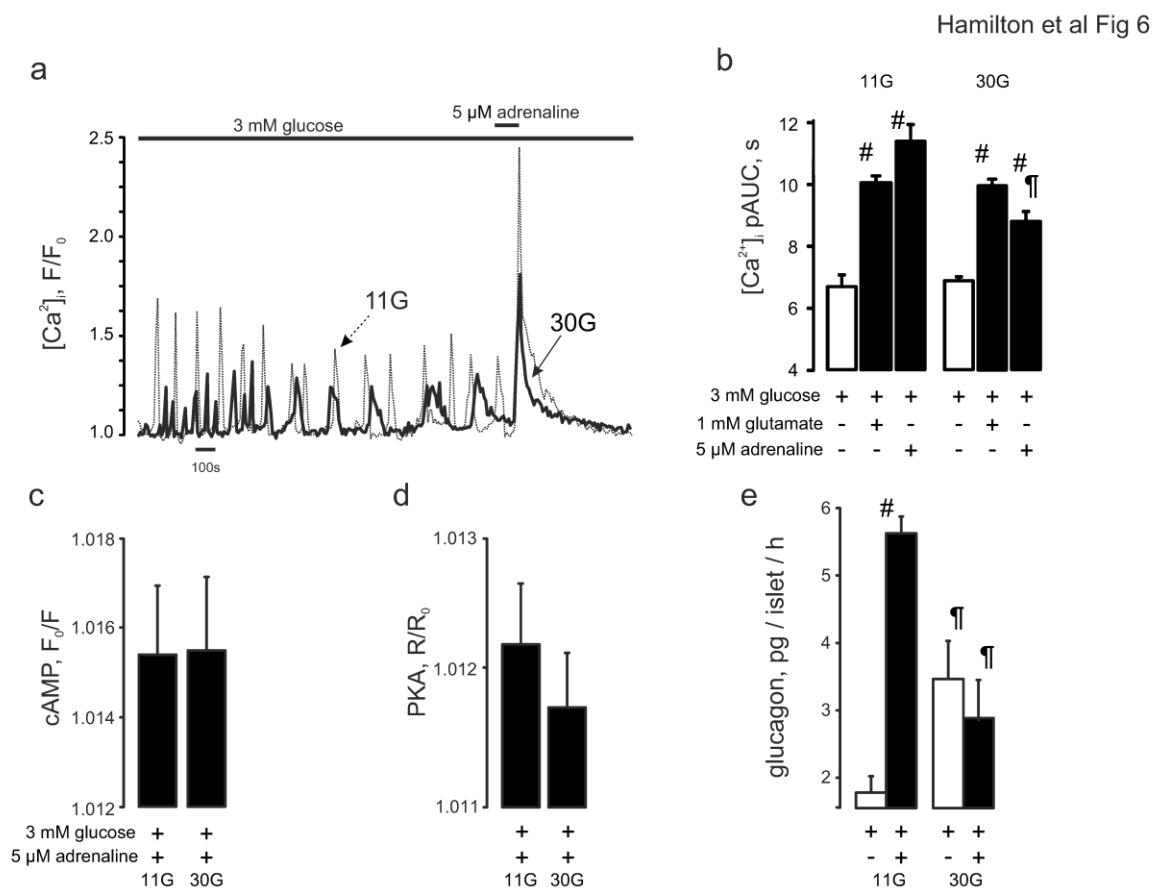 Hamilton et al Fig 6
a
5 µM adrenaline
3 mM glucose
2.5
2.0
1.5
1.0
[Ca²]ᵢ, F/F₀
11G
30G
100s
b
11G 30G
12
10
8
6
4
[Ca²⁺]ᵢ pAUC, s
# # # #
¶
3 mM glucose + + + + + +
1 mM glutamate - + - - + -
5 µM adrenaline - - + - - +
c
1.018
1.016
1.014
1.012
cAMP, F₀/F
3 mM glucose + +
5 µM adrenaline + +
11G 30G
d
1.013
1.012
1.011
PKA, R/R₀
+ +
+ +
11G 30G
e
6
5
4
3
2
glucagon, pg / islet / h
#
¶ ¶
+ + + +
- + - +
11G 30G